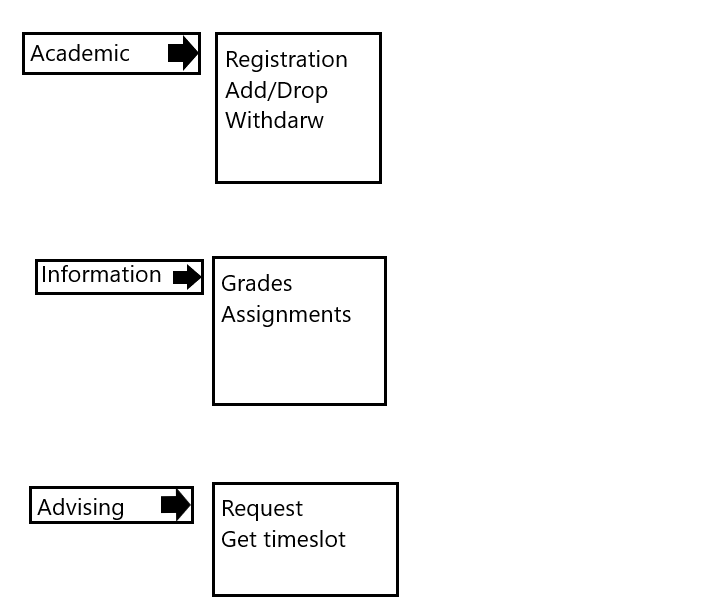 Academic
Registration
Add/Drop
Withdarw
Information
Grades
Assignments
Advising
Request
Get timeslot